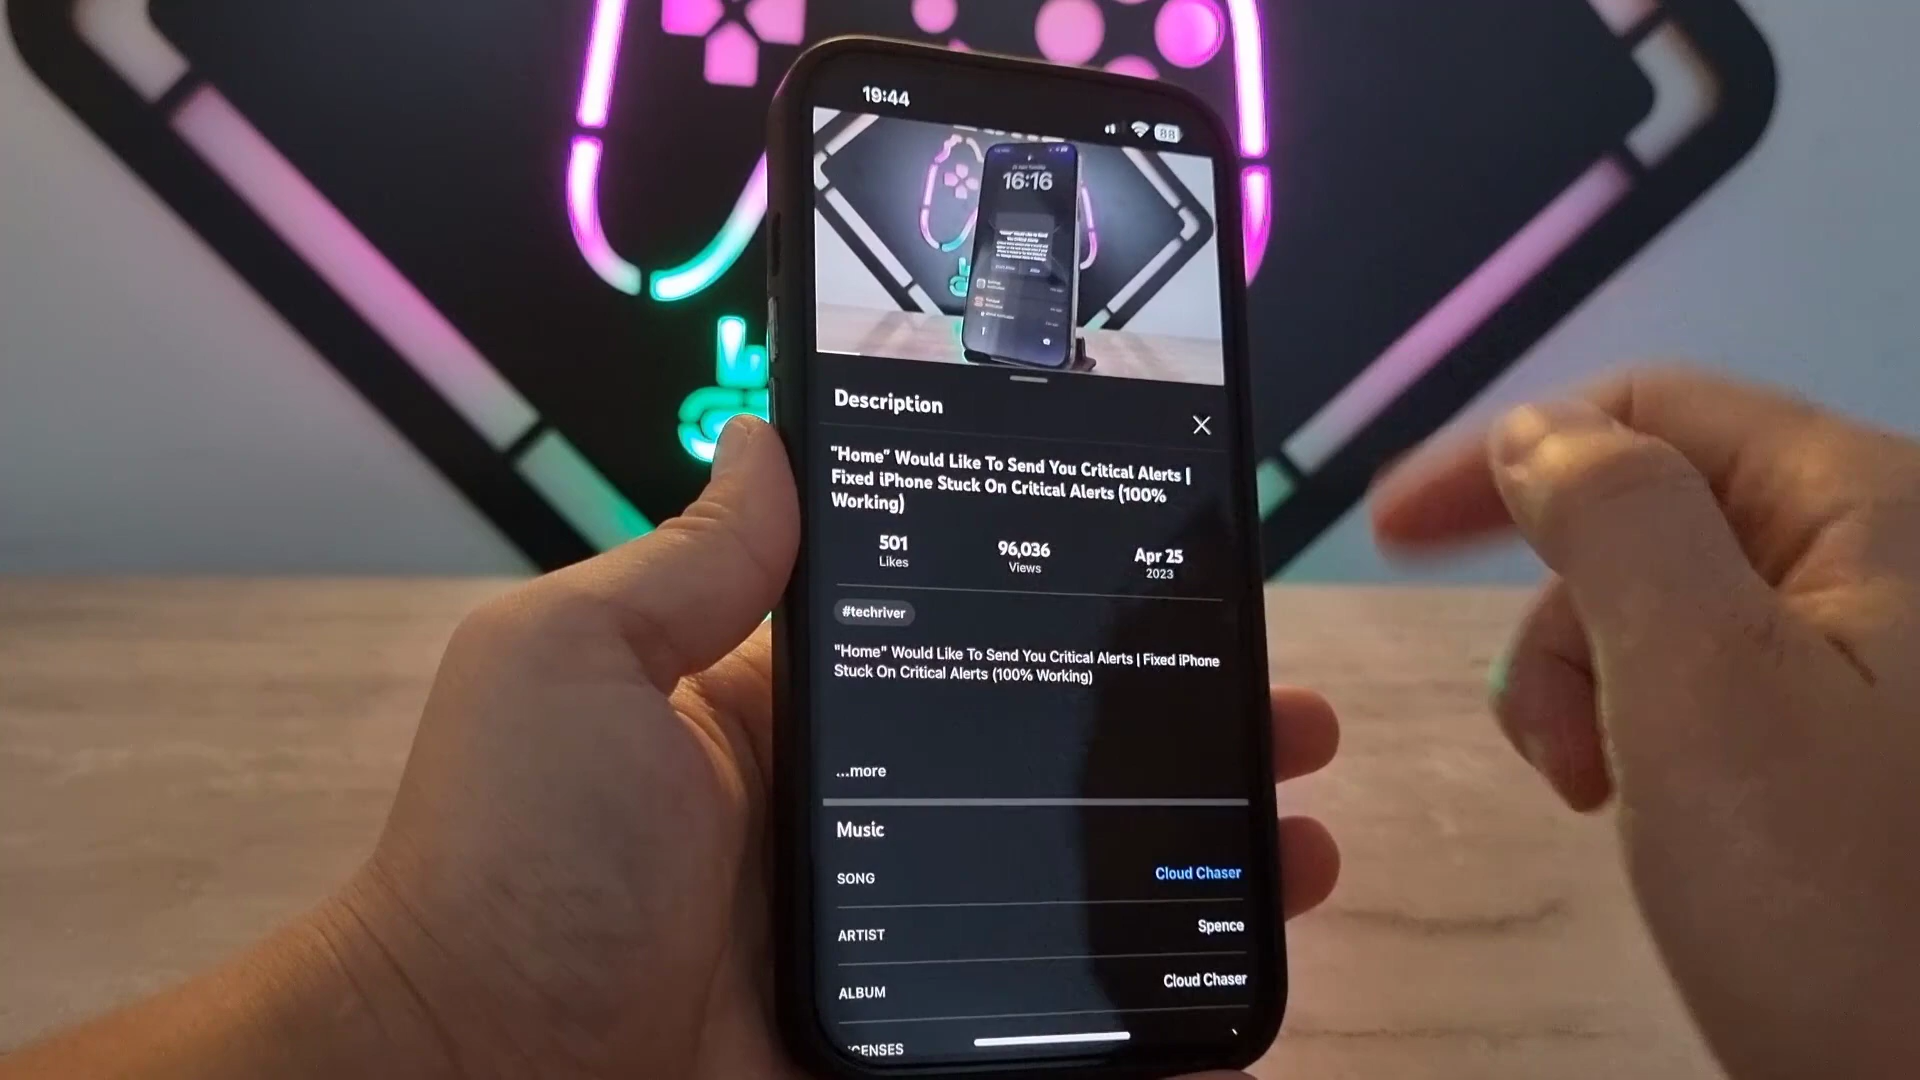 19:44
88
16:16
Description
"Home" Would Like To Send You Critical Alerts |
Fixed iPhone Stuck On Critical Alerts (100%
Working)
501
Likes
96,036
Views
Apr 25
2023
#techriver
"Home" Would Like To Send You Critical Alerts | Fixed iPhone
Stuck On Critical Alerts (100% Working)
...more
Music
SONG
Cloud Chaser
ARTIST
Spence
ALBUM
Cloud Chaser
CENSES